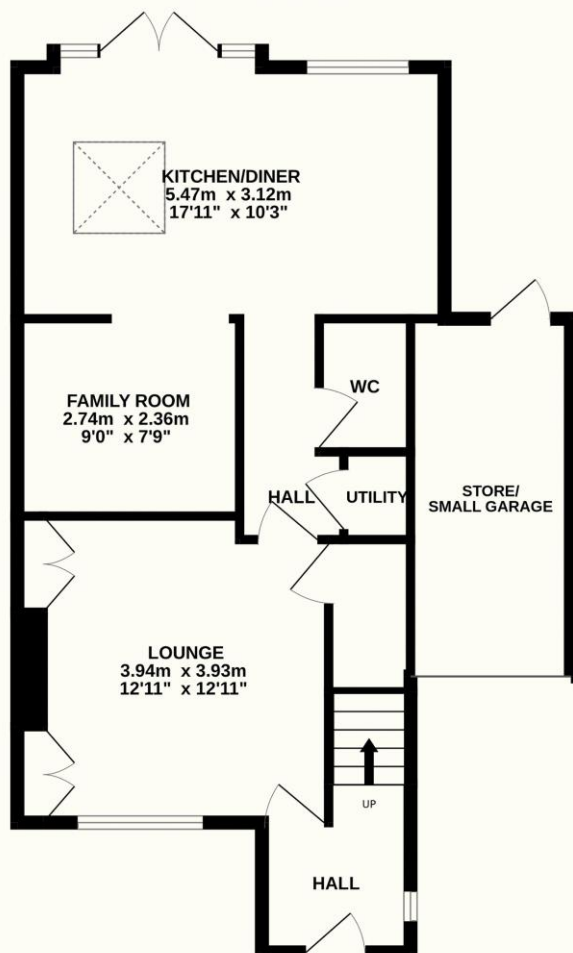 KITCHEN/DINER
5.47m x 3.12m
17'11" x 10'3"
FAMILY ROOM
2.74m x 2.36m
9'0" x 7'9"
WC
HALL
UTILITY
STORE/
SMALL GARAGE
LOUNGE
3.94m x 3.93m
12'11" x 12'11"
UP
HALL